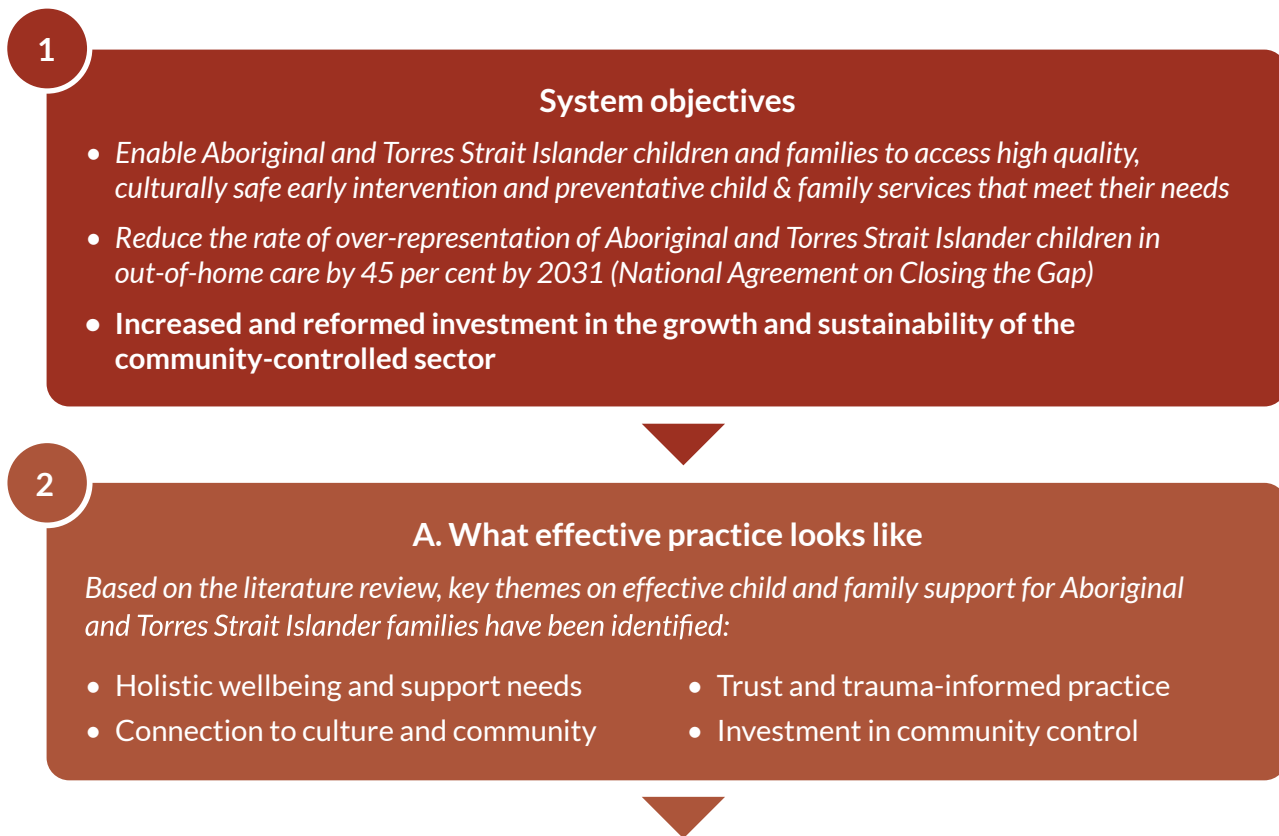 1
System objectives
• Enable Aboriginal and Torres Strait Islander children and families to access high quality,
culturally safe early intervention and preventative child & family services that meet their needs
• Reduce the rate of over-representation of Aboriginal and Torres Strait Islander children in
out-of-home care by 45 per cent by 2031 (National Agreement on Closing the Gap)
• Increased and reformed investment in the growth and sustainability of the
community-controlled sector
2
A. What effective practice looks like
Based on the literature review, key themes on effective child and family support for Aboriginal
and Torres Strait Islander families have been identified:
• Holistic wellbeing and support needs
• Connection to culture and community
• Trust and trauma-informed practice
• Investment in community control